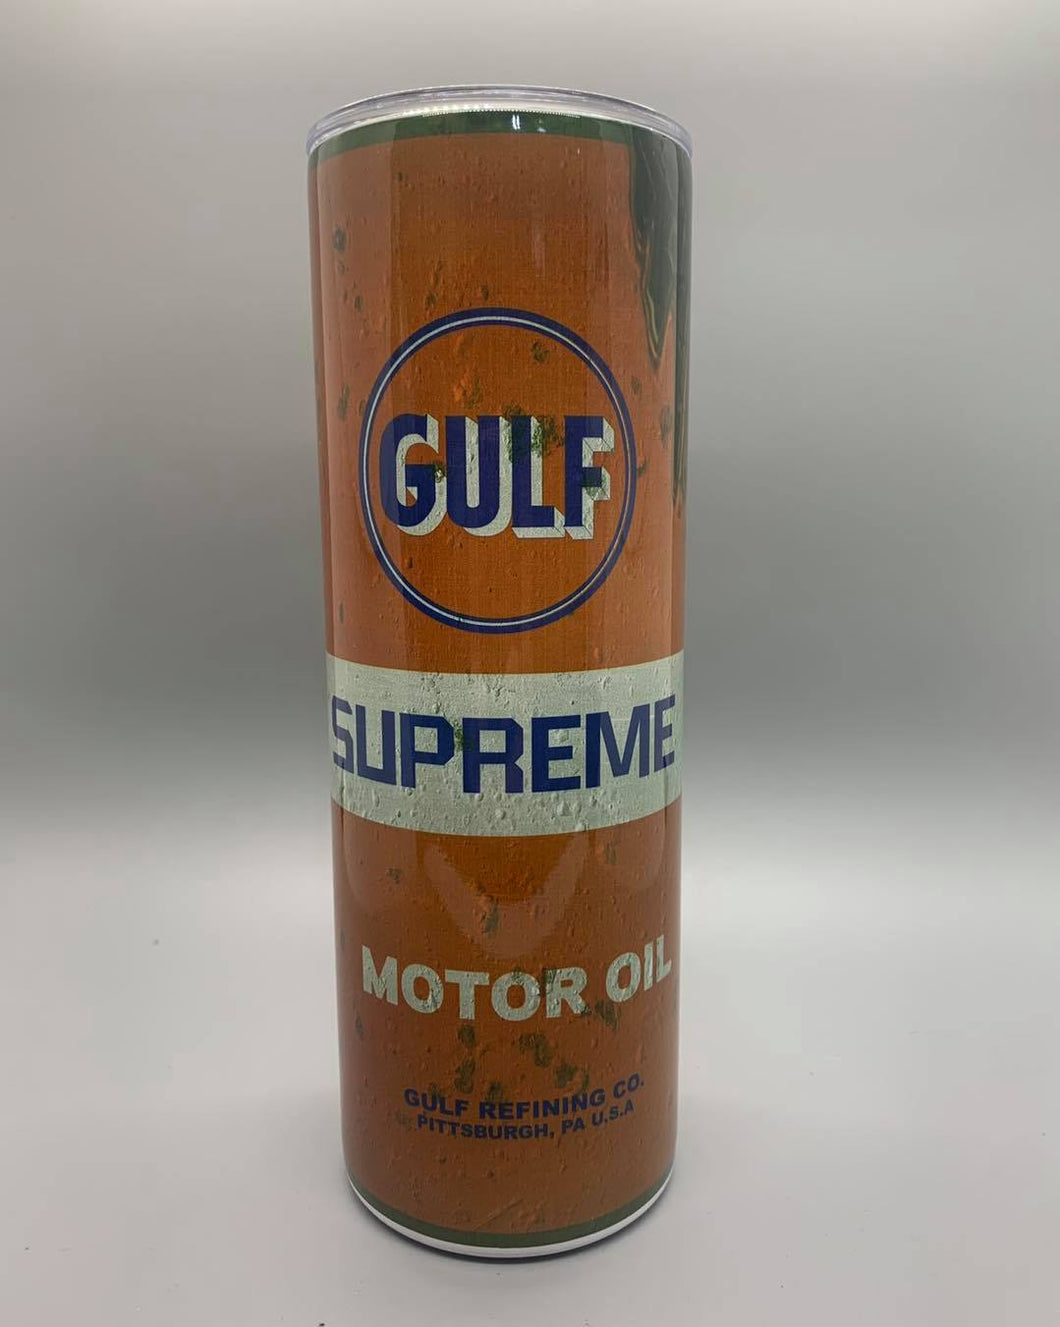 GULF
SUPREME
MOTOR OIL
GULF REFINING CO.
PITTSBURGH, PA U.S.A